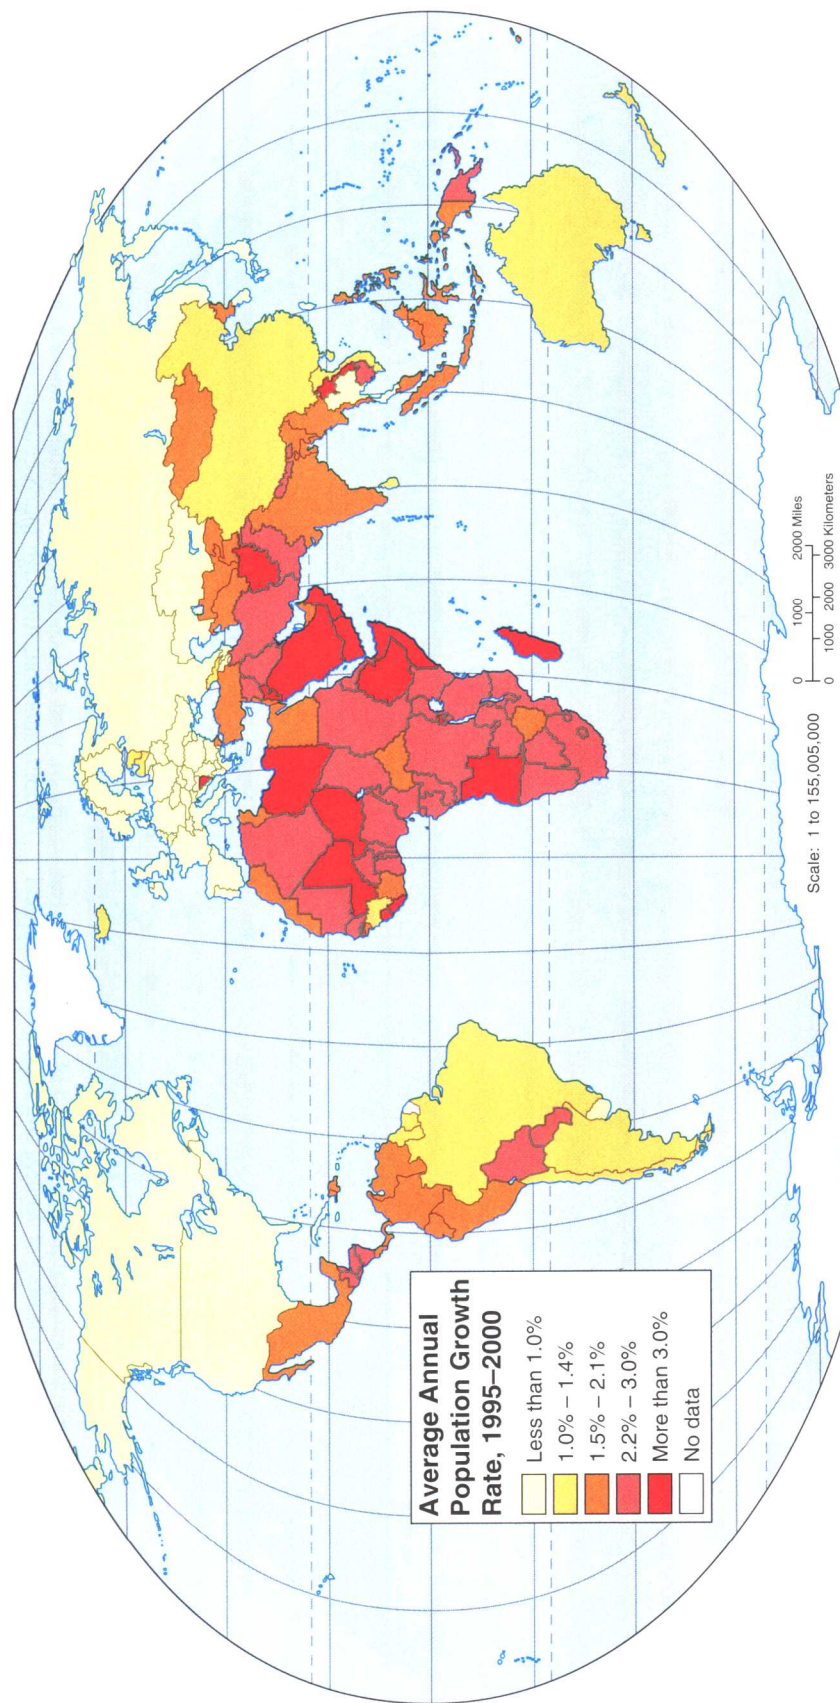 Average Annual
Population Growth
Rate, 1995–2000
Less than 1.0%
1.0% – 1.4%
1.5% – 2.1%
2.2% – 3.0%
More than 3.0%
No data
0 1000 2000 Miles
0 1000 2000 3000 Kilometers
Scale: 1 to 155,005,000